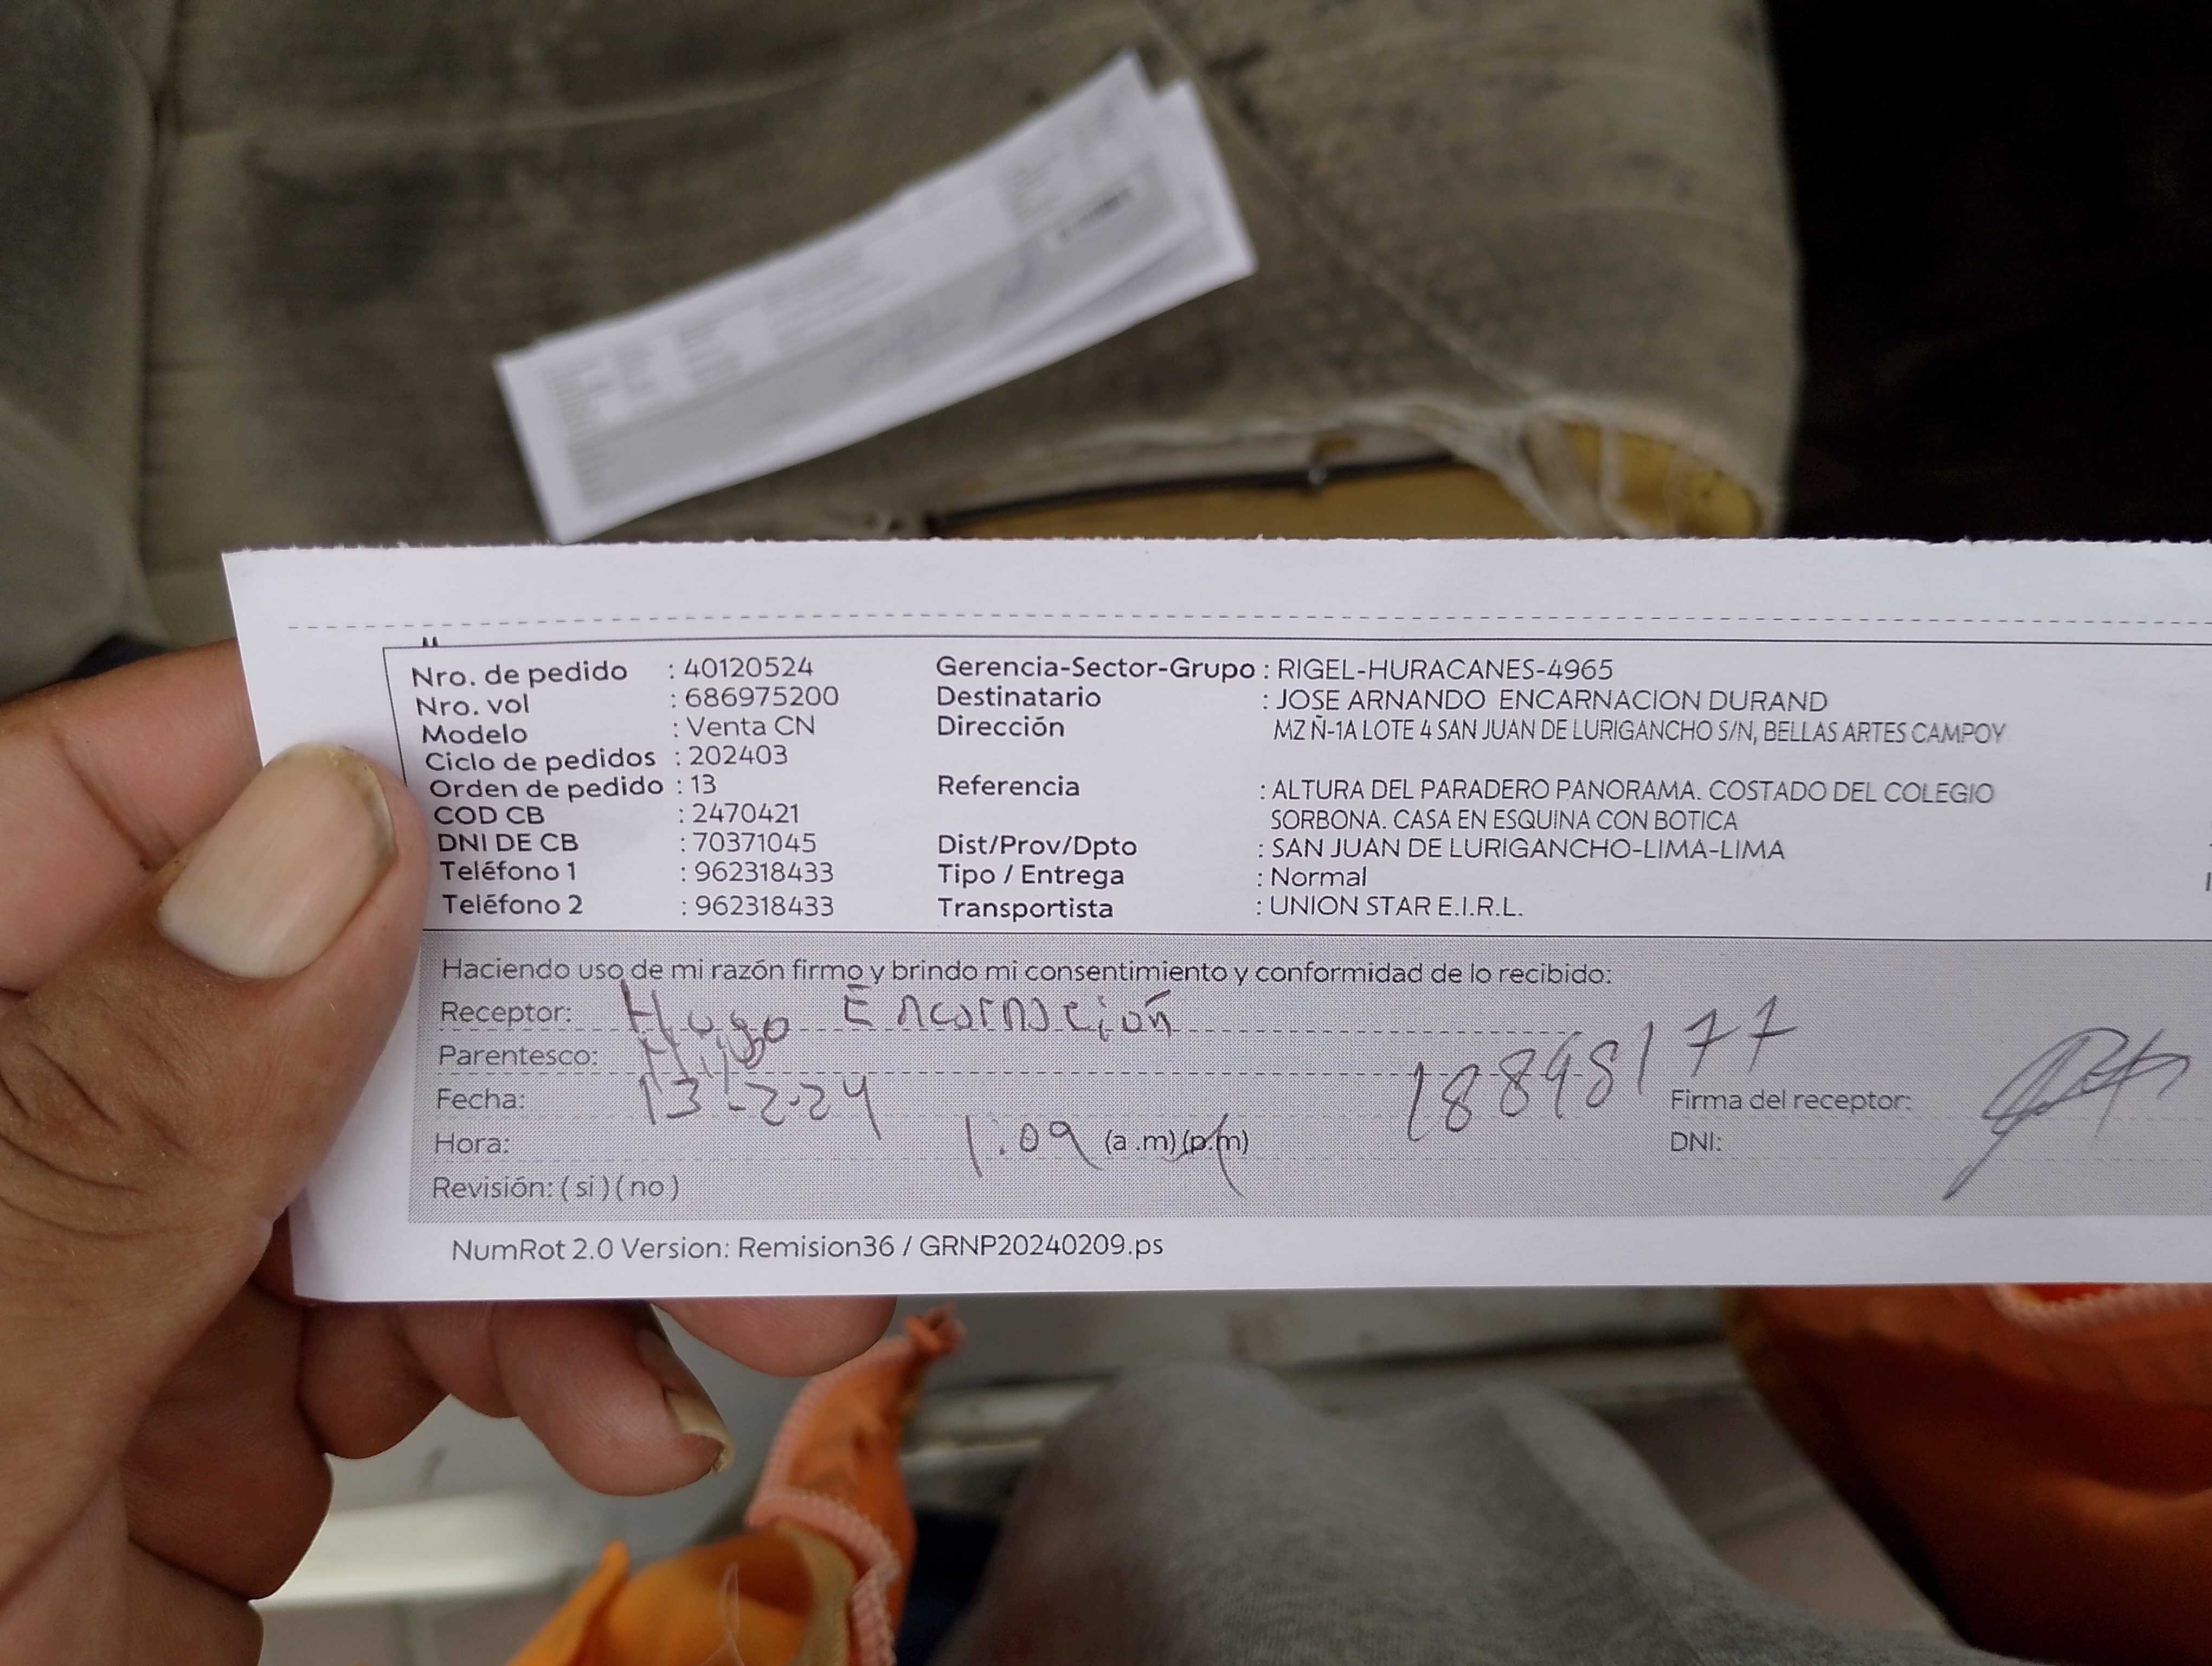 Nro. de pedido : 40120524
Nro. vol : 686975200
Modelo : Venta CN
Ciclo de pedidos : 202403
Orden de pedido : 13
COD CB : 2470421
DNI DE CB : 70371045
Teléfono 1 : 962318433
Teléfono 2 : 962318433
Gerencia-Sector-Grupo : RIGEL-HURACANES-4965
Destinatario : JOSE ARNANDO ENCARNACION DURAND
Dirección MZ Ñ-1A LOTE 4 SAN JUAN DE LURIGANCHO S/N, BELLAS ARTES CAMPOY
Referencia : ALTURA DEL PARADERO PANORAMA. COSTADO DEL COLEGIO
SORBONA. CASA EN ESQUINA CON BOTICA
Dist/Prov/Dpto : SAN JUAN DE LURIGANCHO-LIMA-LIMA
Tipo / Entrega : Normal
Transportista : UNION STAR E.I.R.L.
Haciendo uso de mi razón firmo y brindo mi consentimiento y conformidad de lo recibido:
Receptor: Hugo Encarnación
Parentesco:
Fecha: 13-2-24
Hora: 1:09 (a .m) (p.m)
Revisión: ( si ) ( no )
Firma del receptor:
DNI:
NumRot 2.0 Version: Remision36 / GRNP20240209.ps